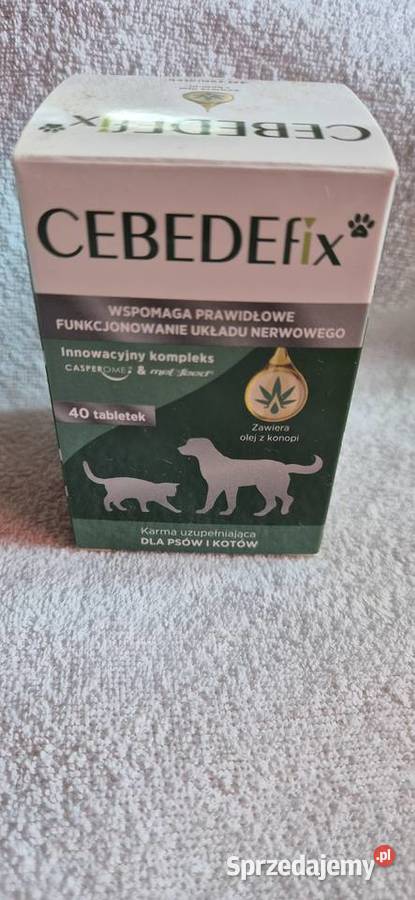 CEBEDEfix
CEBEDEfix
WSPOMAGA PRAWIDŁOWE
FUNKCJONOWANIE UKŁADU NERWOWEGO
Innowacyjny kompleks
CASPEROME &
40 tabletek
Zawiera
olej z konopi
Karma uzupełniająca
DLA PSÓW I KOTÓW
Sprzedajemy.pl